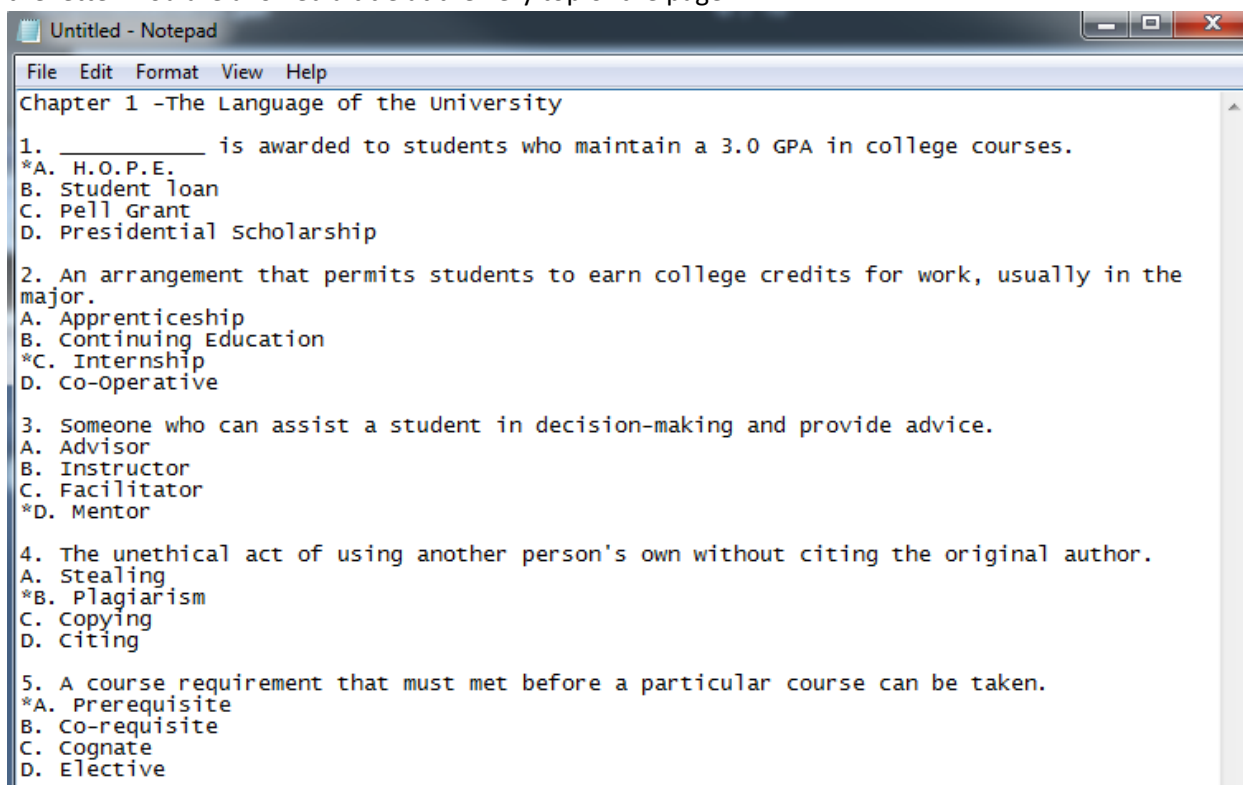 Untitled - Notepad
File Edit Format View Help
Chapter 1 -The Language of the University
1. __________ is awarded to students who maintain a 3.0 GPA in college courses.
*A. H.O.P.E.
B. Student loan
C. Pell Grant
D. Presidential Scholarship
2. An arrangement that permits students to earn college credits for work, usually in the
major.
A. Apprenticeship
B. Continuing Education
*C. Internship
D. Co-Operative
3. Someone who can assist a student in decision-making and provide advice.
A. Advisor
B. Instructor
C. Facilitator
*D. Mentor
4. The unethical act of using another person's own without citing the original author.
A. Stealing
*B. Plagiarism
C. Copying
D. Citing
5. A course requirement that must met before a particular course can be taken.
*A. Prerequisite
B. Co-requisite
C. Cognate
D. Elective